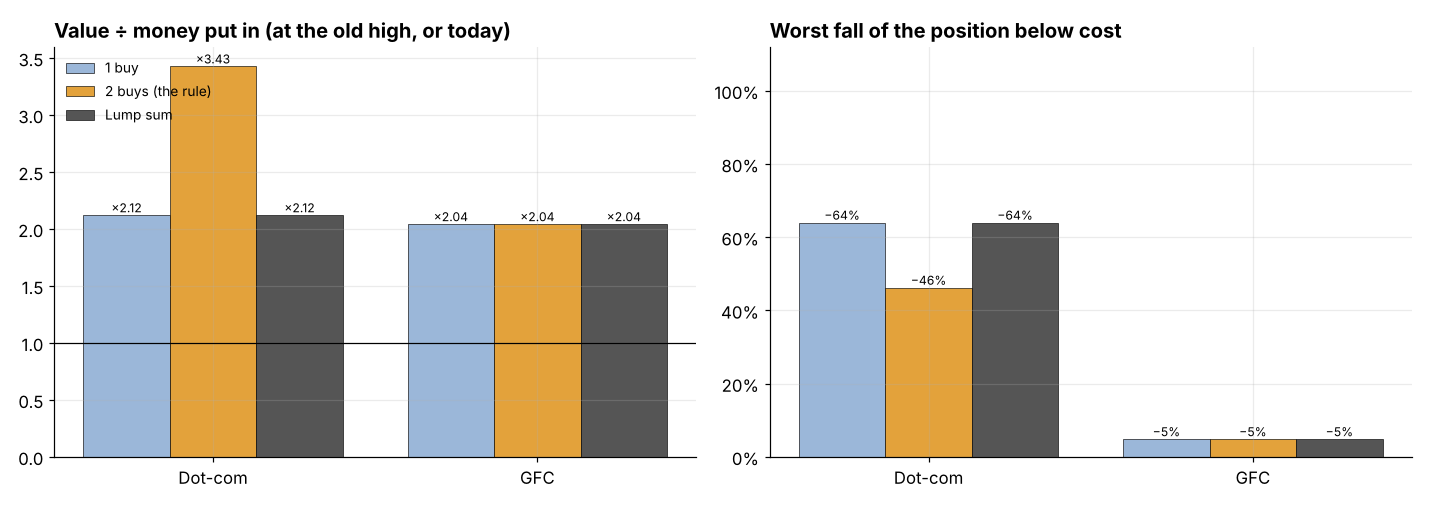 Value ÷ money put in (at the old high, or today)
3.5
3.0
2.5
2.0
1.5
1.0
0.5
0.0
1 buy
2 buys (the rule)
Lump sum
×2.12
×3.43
×2.12
×2.04
×2.04
×2.04
Dot-com
GFC
Worst fall of the position below cost
100%
80%
60%
40%
20%
0%
−64%
−46%
−64%
−5%
−5%
−5%
Dot-com
GFC